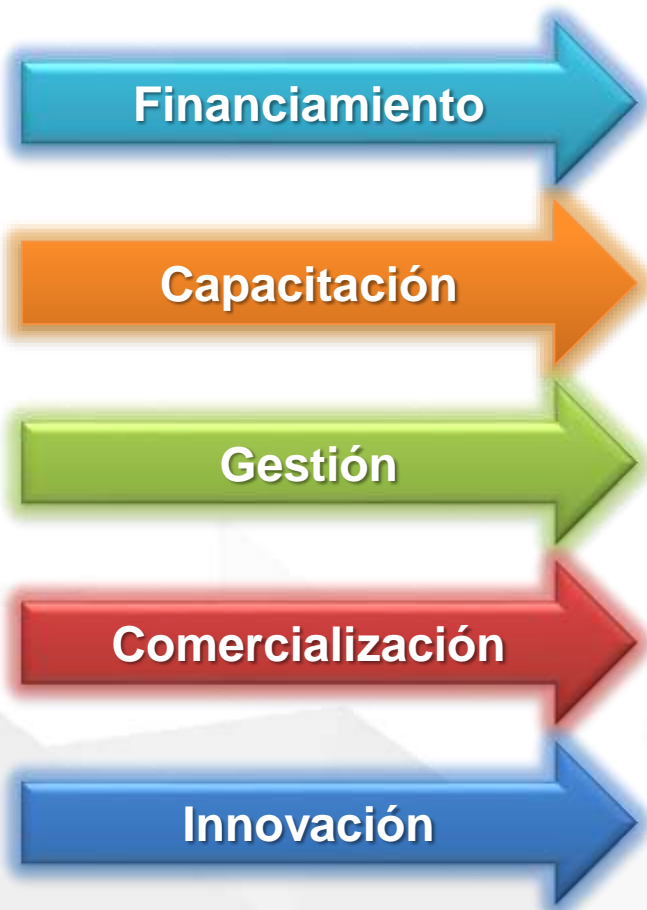 Financiamiento
Capacitación
Gestión
Comercialización
Innovación